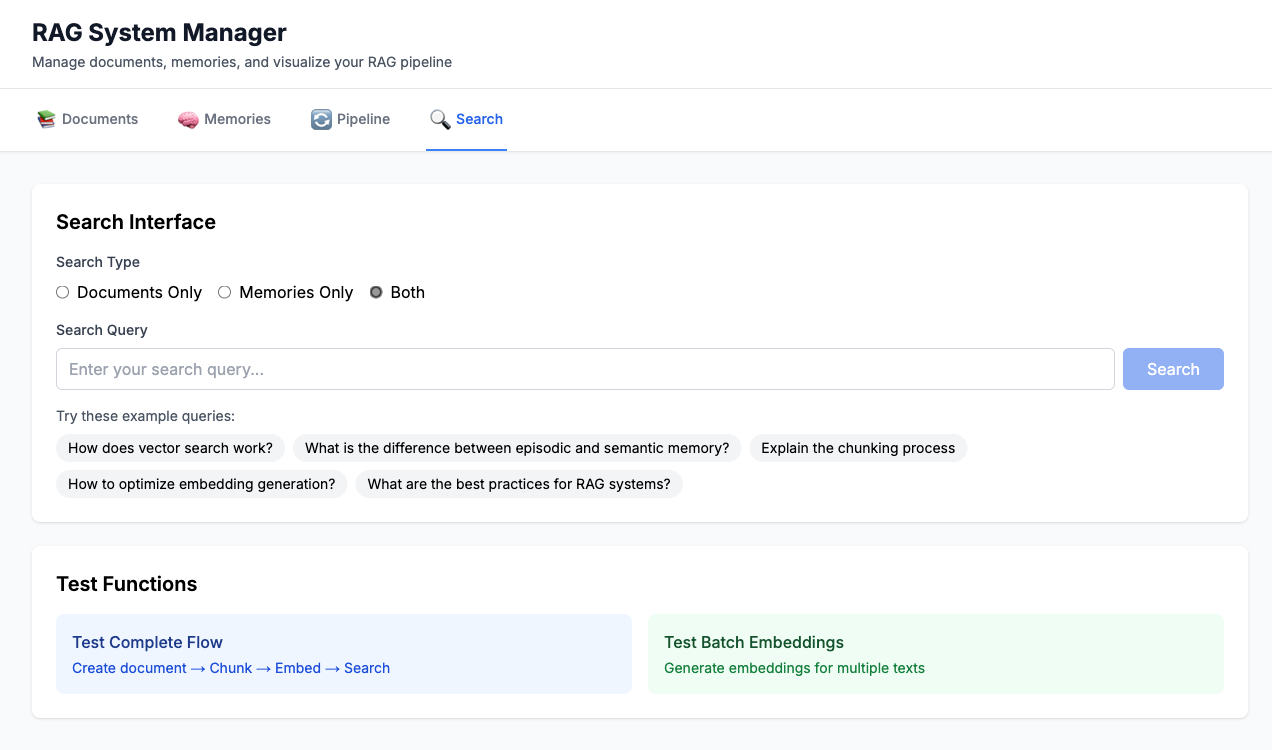 RAG System Manager
Manage documents, memories, and visualize your RAG pipeline
Documents Memories Pipeline Search
Search Interface
Search Type
Documents Only Memories Only Both
Search Query
Enter your search query... Search
Try these example queries:
How does vector search work? What is the difference between episodic and semantic memory? Explain the chunking process
How to optimize embedding generation? What are the best practices for RAG systems?
Test Functions
Test Complete Flow Test Batch Embeddings
Create document → Chunk → Embed → Search Generate embeddings for multiple texts